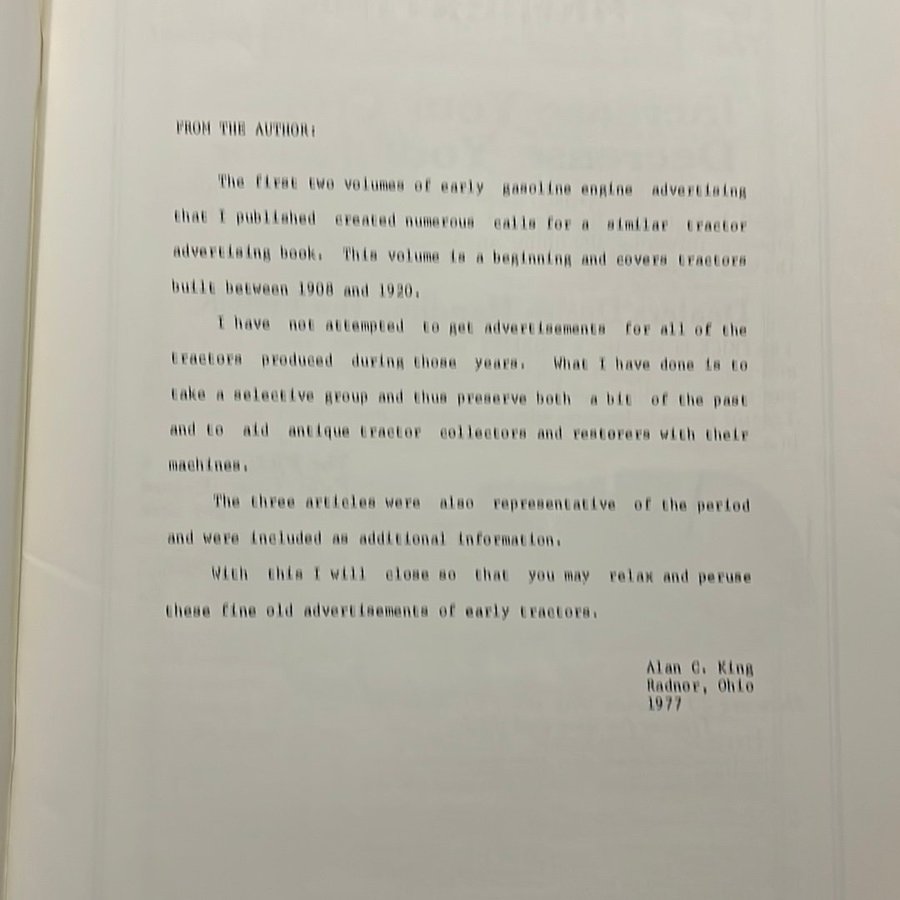 FROM THE AUTHOR:
The first two volumes of early gasoline engine advertising
that I published created numerous calls for a similar tractor
advertising book. This volume is a beginning and covers tractors
built between 1908 and 1920.
I have not attempted to get advertisements for all of the
tractors produced during those years. What I have done is to
take a selective group and thus preserve both a bit of the past
and to aid antique tractor collectors and restorers with their
machines.
The three articles were also representative of the period
and were included as additional information.
With this I will close so that you may relax and peruse
these fine old advertisements of early tractors.
Alan C. King
Radnor, Ohio
1977